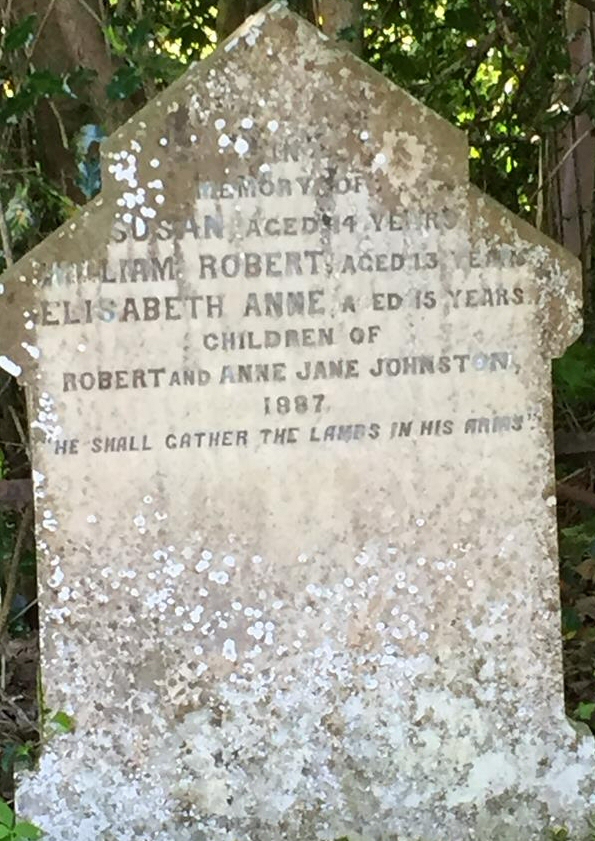 IN
MEMORY OF
SUSAN, AGED 14 YEARS
WILLIAM ROBERT, AGED 13 YEARS
ELISABETH ANNE, AGED 15 YEARS.
CHILDREN OF
ROBERT AND ANNE JANE JOHNSTON,
1887.
"HE SHALL GATHER THE LAMBS IN HIS ARMS".